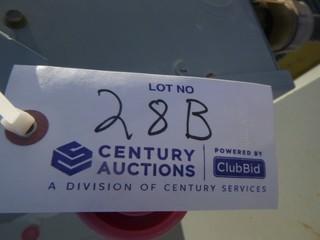 LOT NO
28B
CENTURY AUCTIONS
POWERED BY
ClubBid
A DIVISION OF CENTURY SERVICES